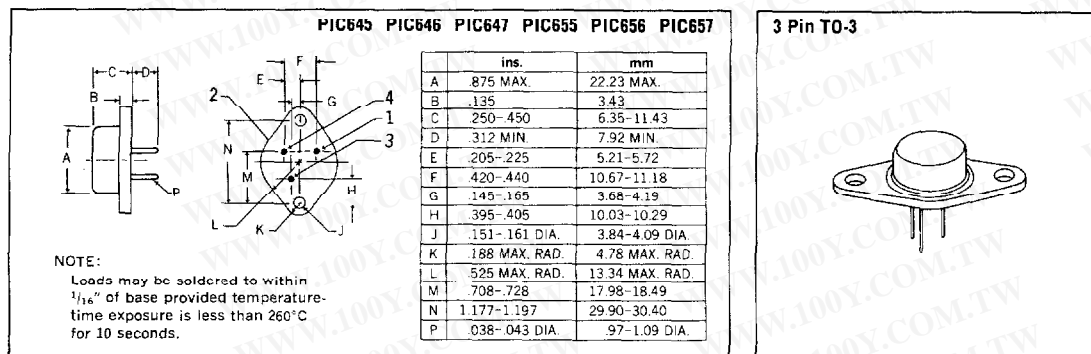 PIC645 PIC646 PIC647 PIC655 PIC656 PIC657
3 Pin TO-3
ins. mm
A .875 MAX. 22.23 MAX.
B .135 3.43
C .250-.450 6.35-11.43
D .312 MIN. 7.92 MIN.
E .205-.225 5.21-5.72
F .420-.440 10.67-11.18
G .145-.165 3.68-4.19
H .395-.405 10.03-10.29
J .151-.161 DIA. 3.84-4.09 DIA.
K .188 MAX. RAD. 4.78 MAX. RAD.
L .525 MAX. RAD. 13.34 MAX. RAD.
M .708-.728 17.98-18.49
N 1.177-1.197 29.90-30.40
P .038-.043 DIA. .97-1.09 DIA.
C D
B
A
P
F
E
G
2
4
1
3
N
M
H
L
K
J
NOTE:
Leads may be soldered to within
1/16" of base provided temperature-
time exposure is less than 260°C
for 10 seconds.
WWW.100Y.COM.TW